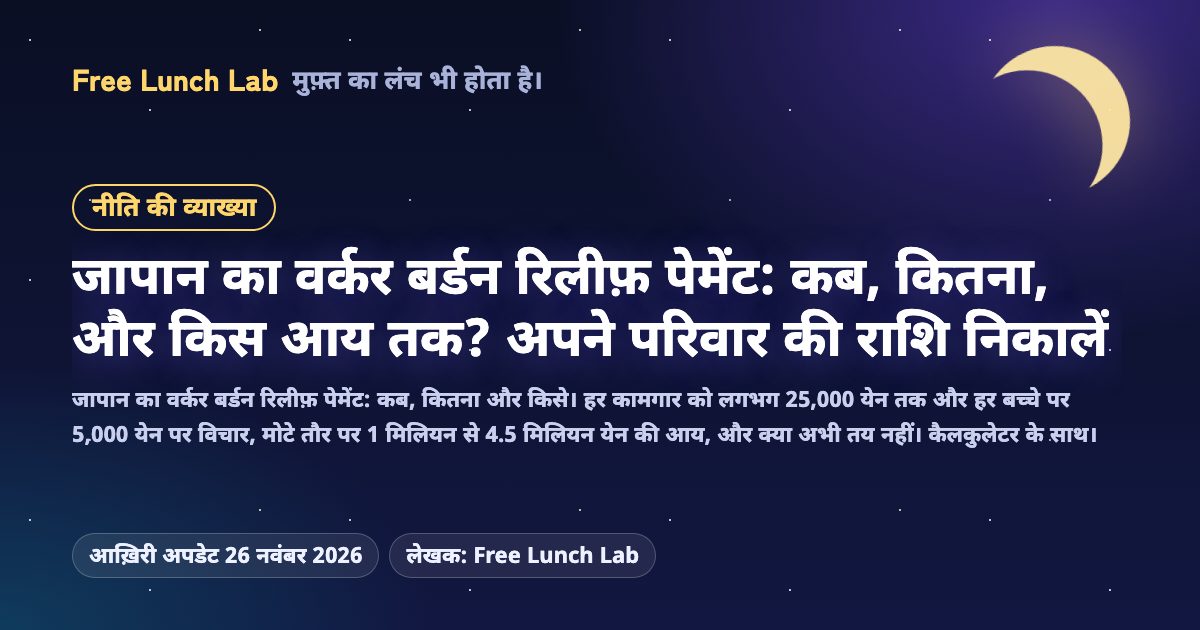 Free Lunch Lab मुफ़्त का लंच भी होता है।
नीति की व्याख्या
जापान का वर्कर बर्डन रिलीफ़ पेमेंट: कब, कितना,
और किस आय तक? अपने परिवार की राशि निकालें
जापान का वर्कर बर्डन रिलीफ़ पेमेंट: कब, कितना और किसे। हर कामगार को लगभग 25,000 येन तक और हर बच्चे पर
5,000 येन पर विचार, मोटे तौर पर 1 मिलियन से 4.5 मिलियन येन की आय, और क्या अभी तय नहीं। कैलकुलेटर के साथ।
आख़िरी अपडेट 26 नवंबर 2026
लेखक: Free Lunch Lab